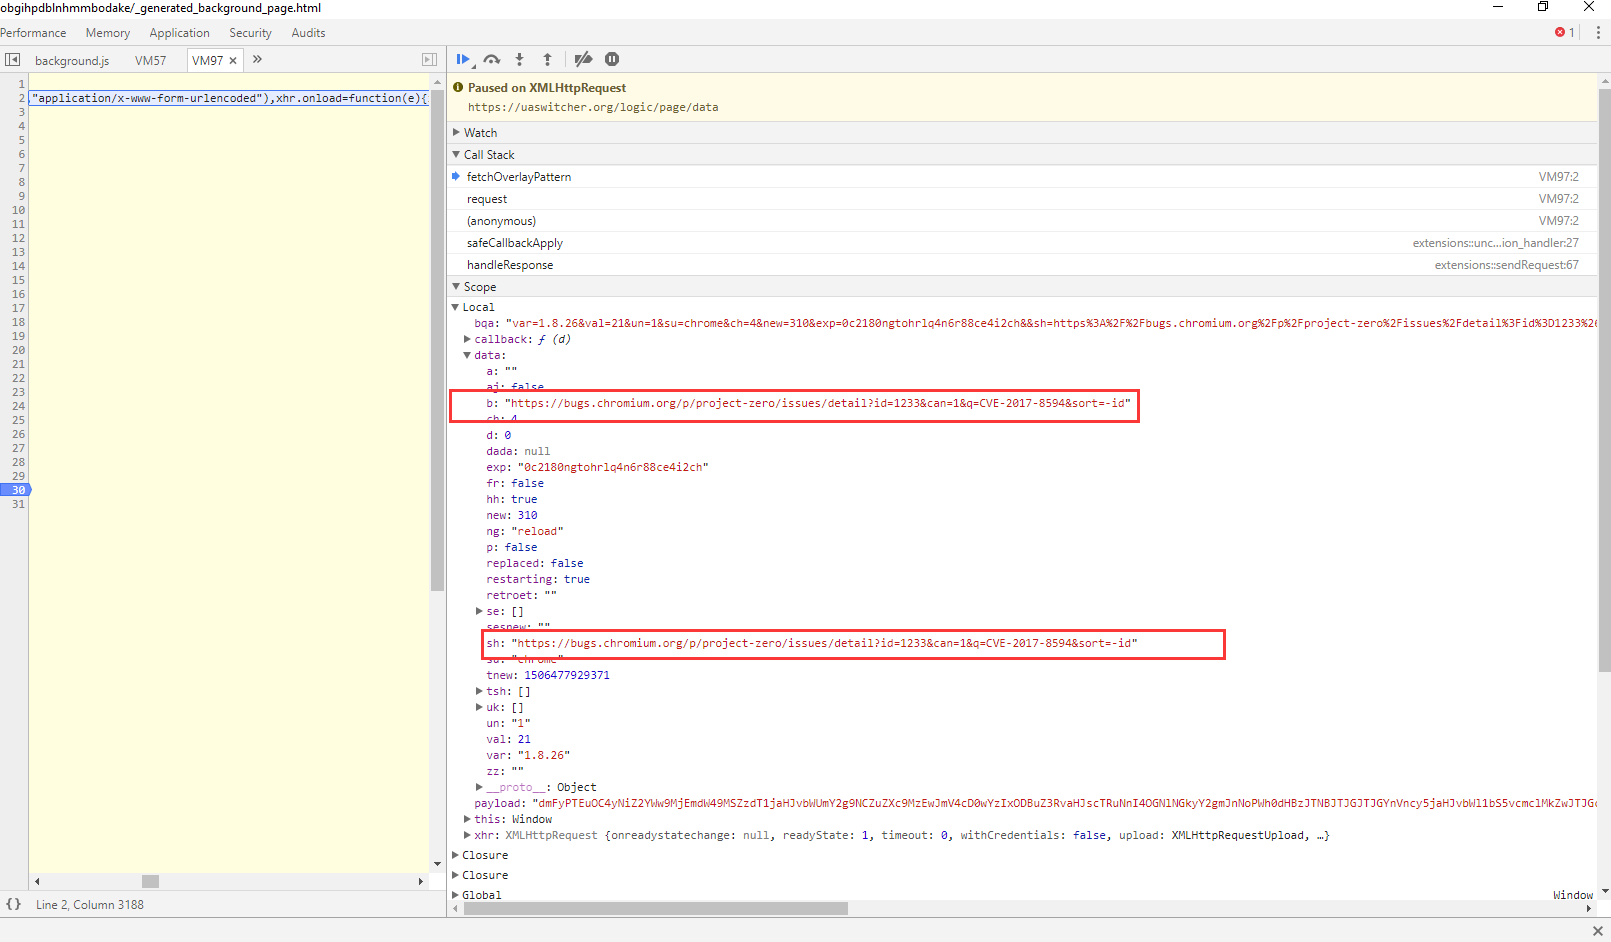 obgihpdblnhmmbodake/_generated_background_page.html
Performance Memory Application Security Audits 1
background.js VM57 VM97 × »
1
2 "application/x-www-form-urlencoded"),xhr.onload=function(e){
3
4
5
6
7
8
9
10
11
12
13
14
15
16
17
18
19
20
21
22
23
24
25
26
27
28
29
30
31
{} Line 2, Column 3188
Paused on XMLHttpRequest
https://uaswitcher.org/logic/page/data
Watch
Call Stack
fetchOverlayPattern VM97:2
request VM97:2
(anonymous) VM97:2
safeCallbackApply extensions::unc…ion_handler:27
handleResponse extensions::sendRequest:67
Scope
Local
bqa: "var=1.8.26&val=21&un=1&su=chrome&ch=4&new=310&exp=0c2180ngtohrlq4n6r88ce4i2ch&&sh=https%3A%2F%2Fbugs.chromium.org%2Fp%2Fproject-zero%2Fissues%2Fdetail%3Fid%3D1233%26
callback: ƒ (d)
data:
a: ""
aj: false
b: "https://bugs.chromium.org/p/project-zero/issues/detail?id=1233&can=1&q=CVE-2017-8594&sort=-id"
ch: 4
d: 0
dada: null
exp: "0c2180ngtohrlq4n6r88ce4i2ch"
fr: false
hh: true
new: 310
ng: "reload"
p: false
replaced: false
restarting: true
retroet: ""
se: []
sesnew: ""
sh: "https://bugs.chromium.org/p/project-zero/issues/detail?id=1233&can=1&q=CVE-2017-8594&sort=-id"
su: "chrome"
tnew: 1506477929371
tsh: []
uk: []
un: "1"
val: 21
var: "1.8.26"
zz: ""
__proto__: Object
payload:
this: Window
xhr: XMLHttpRequest {onreadystatechange: null, readyState: 1, timeout: 0, withCredentials: false, upload: XMLHttpRequestUpload, …}
Closure
Closure
Global Window